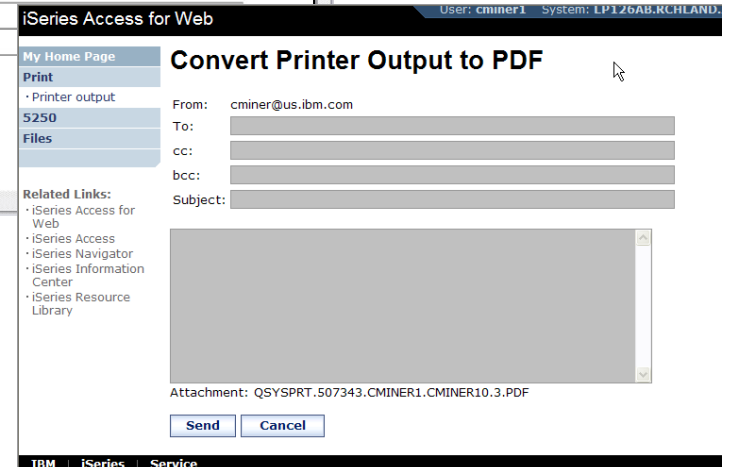 iSeries Access for Web
User: cminer1 System: LP126AB.RCHLAND.
My Home Page
Print
· Printer output
5250
Files
Related Links:
· iSeries Access for
Web
· iSeries Access
· iSeries Navigator
· iSeries Information
Center
· iSeries Resource
Library
Convert Printer Output to PDF
From: cminer@us.ibm.com
To:
cc:
bcc:
Subject:
Attachment: QSYSPRT.507343.CMINER1.CMINER10.3.PDF
Send Cancel
IBM | iSeries | Service